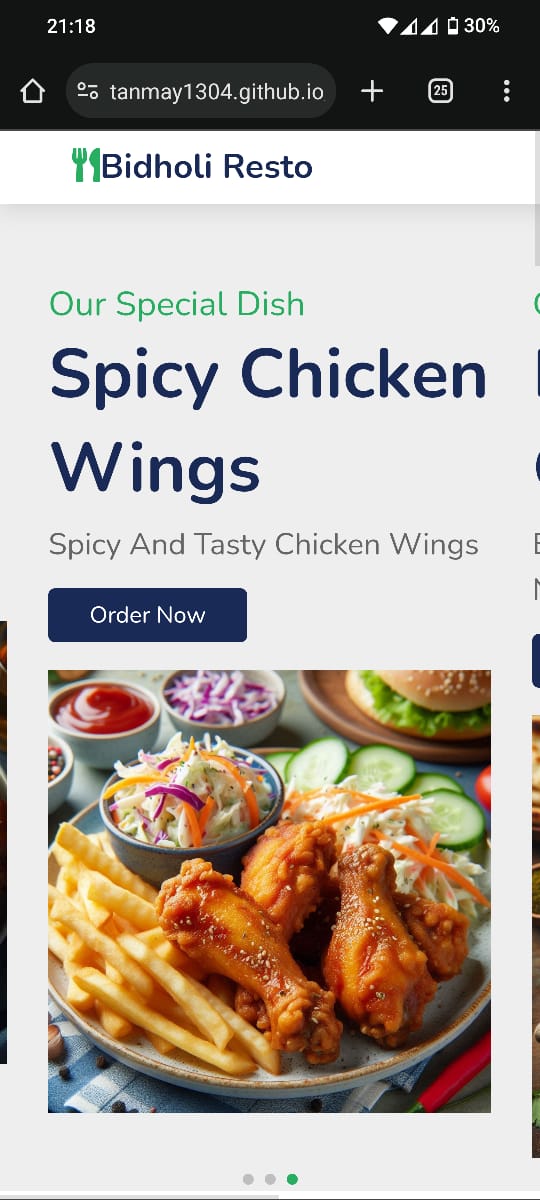 21:18
30%
tanmay1304.github.io
25
Bidholi Resto
Our Special Dish
Spicy Chicken
Wings
Spicy And Tasty Chicken Wings
Order Now